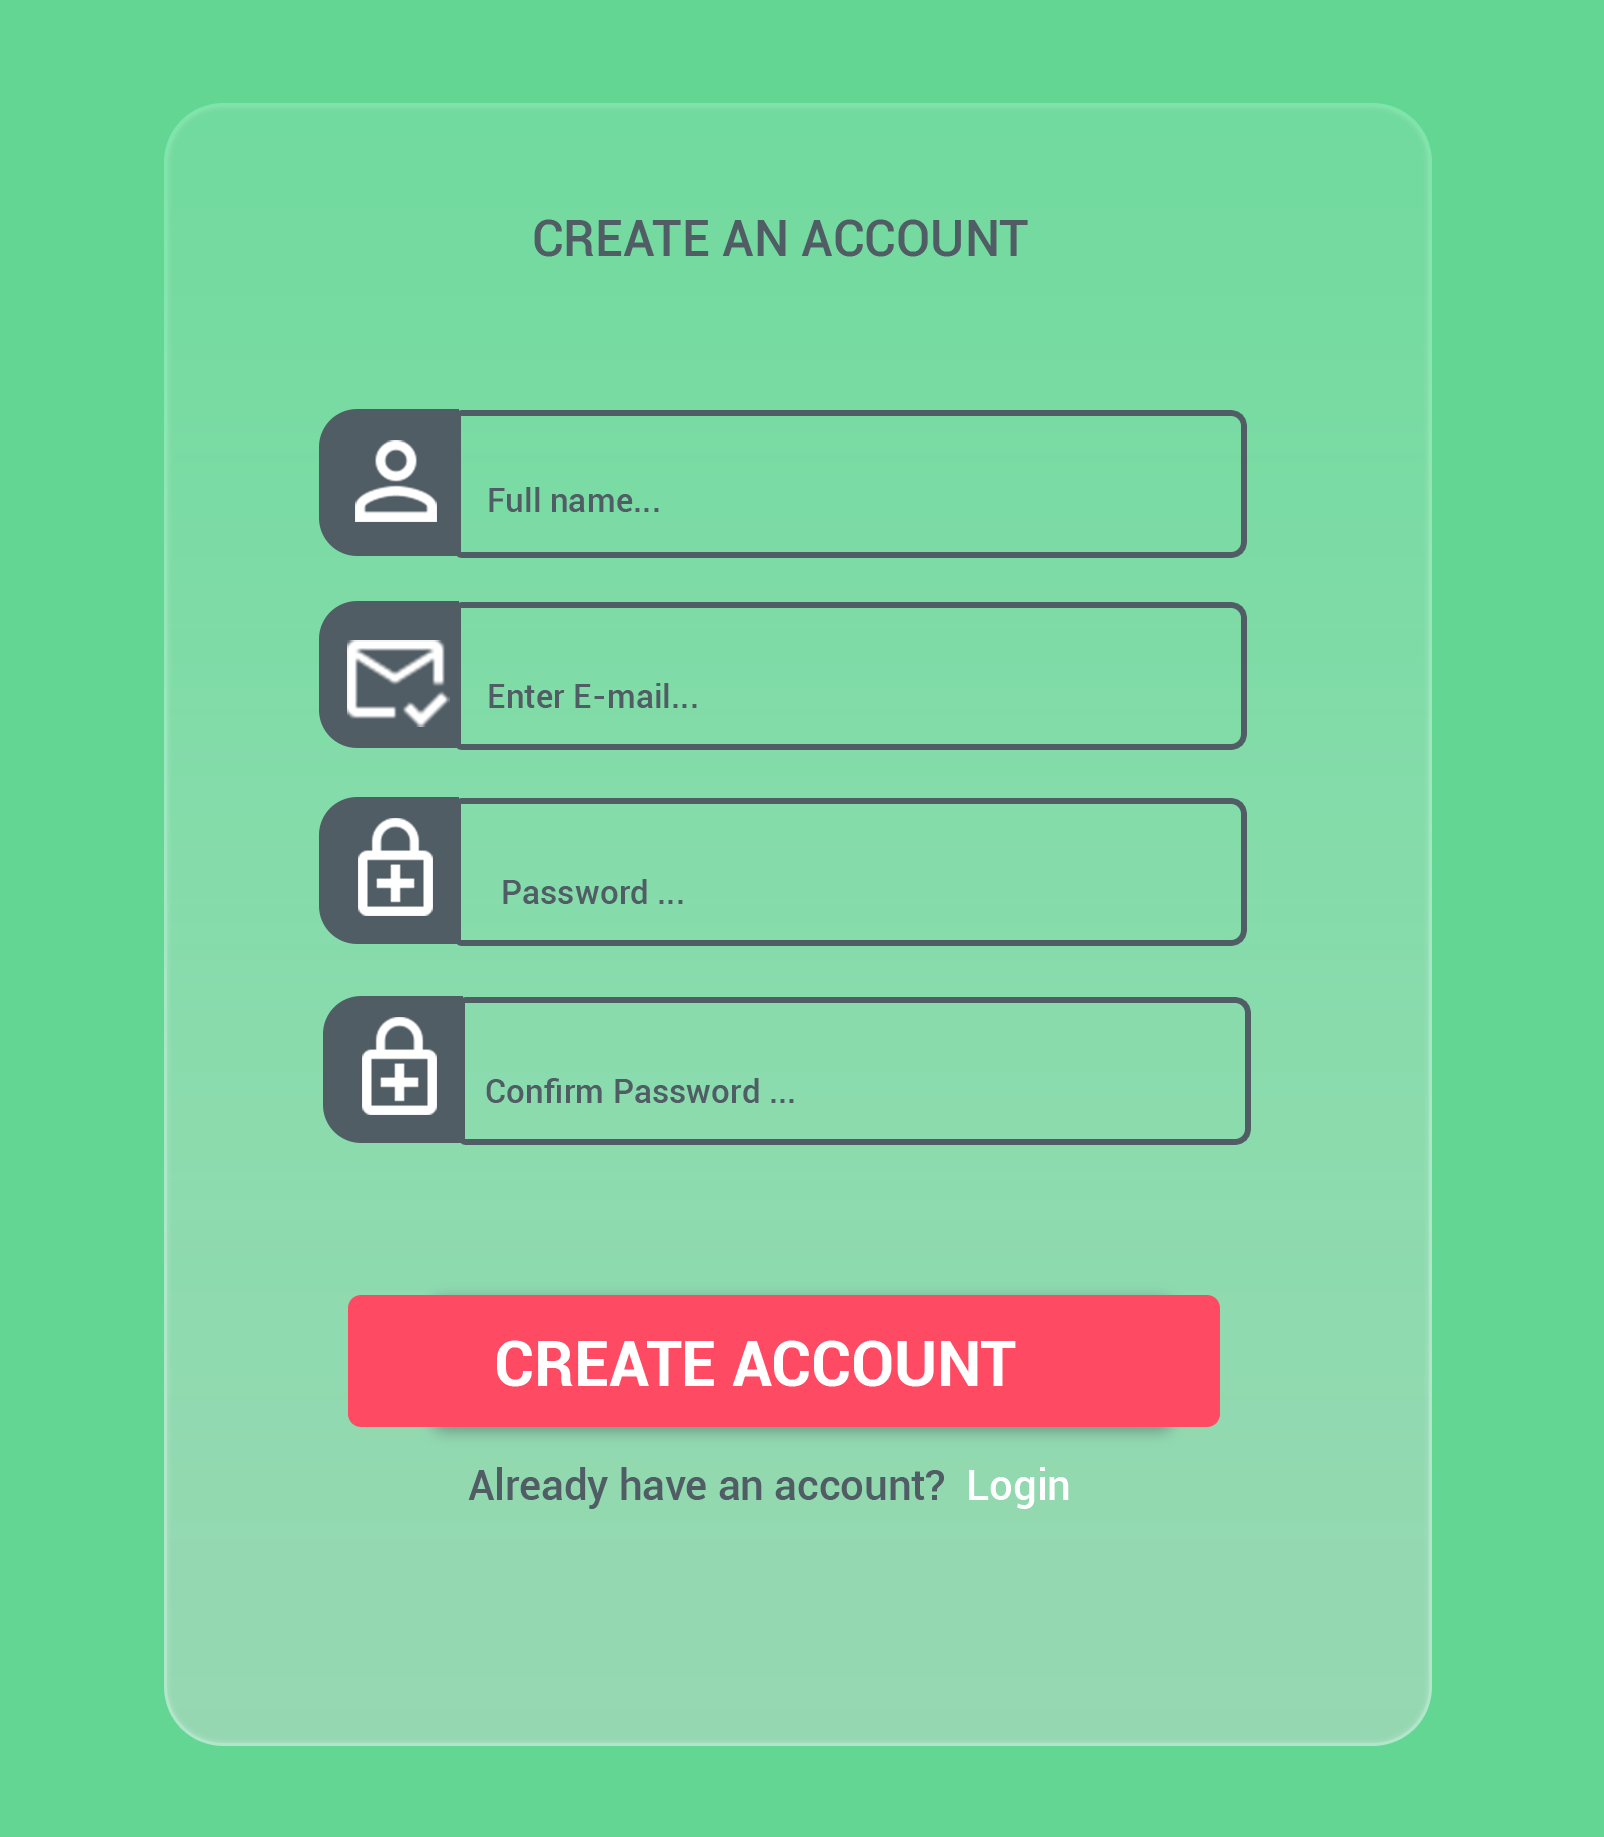 CREATE AN ACCOUNT
Full name...
Enter E-mail...
Password ...
Confirm Password ...
CREATE ACCOUNT
Already have an account? Login